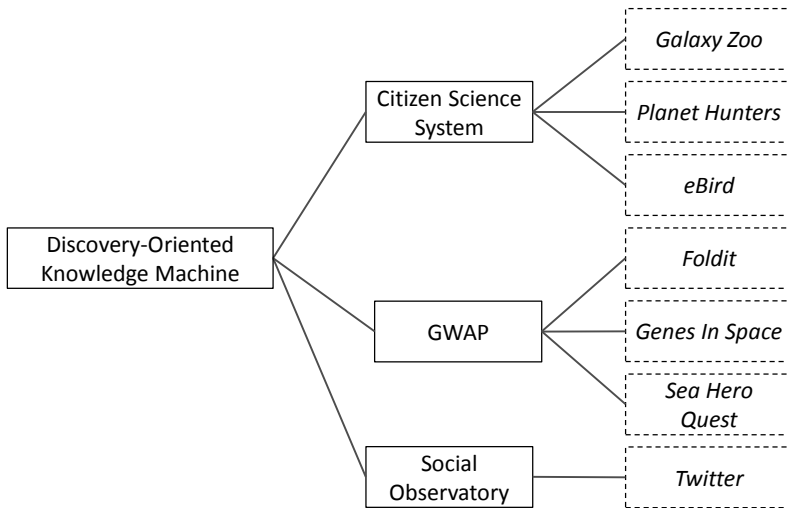 Galaxy Zoo
Citizen Science
System
Planet Hunters
eBird
Discovery-Oriented
Knowledge Machine
Foldit
GWAP
Genes In Space
Sea Hero
Quest
Social
Observatory
Twitter